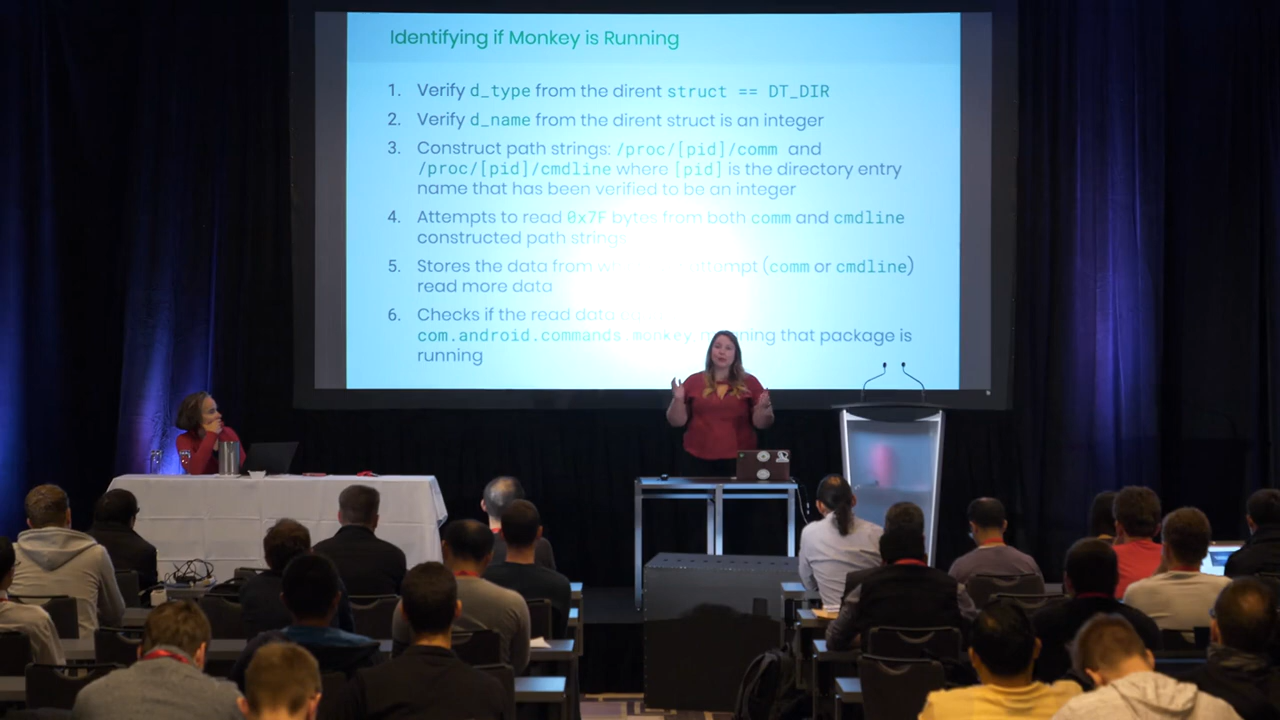 Identifying if Monkey is Running
1. Verify d_type from the dirent struct == DT_DIR
2. Verify d_name from the dirent struct is an integer
3. Construct path strings: /proc/[pid]/comm and
/proc/[pid]/cmdline where [pid] is the directory entry
name that has been verified to be an integer
4. Attempts to read 0x7F bytes from both comm and cmdline
constructed path strings
5. Stores the data from attempt (comm or cmdline)
read more data
6. Checks if the read data
com.android.commands.monkey meaning that package is
running